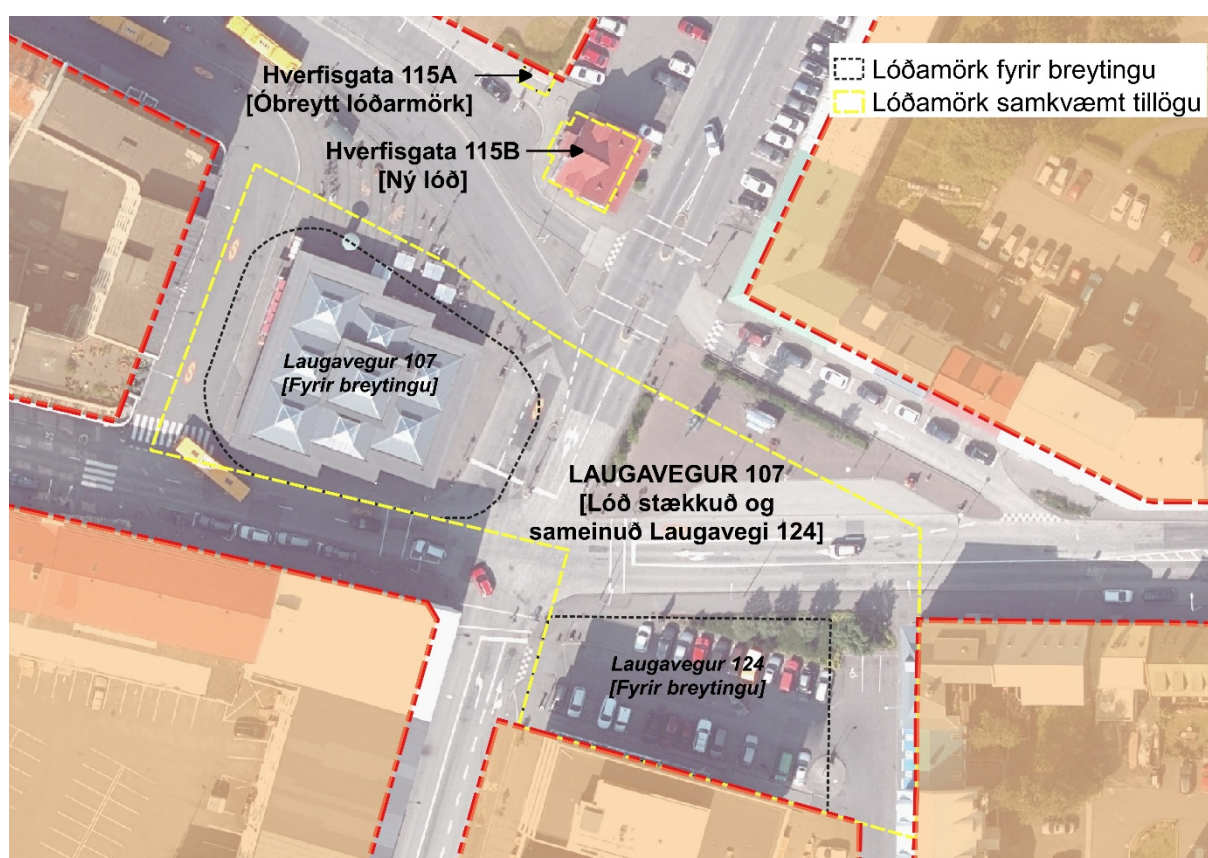 Hverfisgata 115A
[Óbreytt lóðarmörk]
Hverfisgata 115B
[Ný lóð]
Lóðamörk fyrir breytingu
Lóðamörk samkvæmt tillögu
Laugavegur 107
[Fyrir breytingu]
LAUGAVEGUR 107
[Lóð stækkuð og
sameinuð Laugavegi 124]
Laugavegur 124
[Fyrir breytingu]